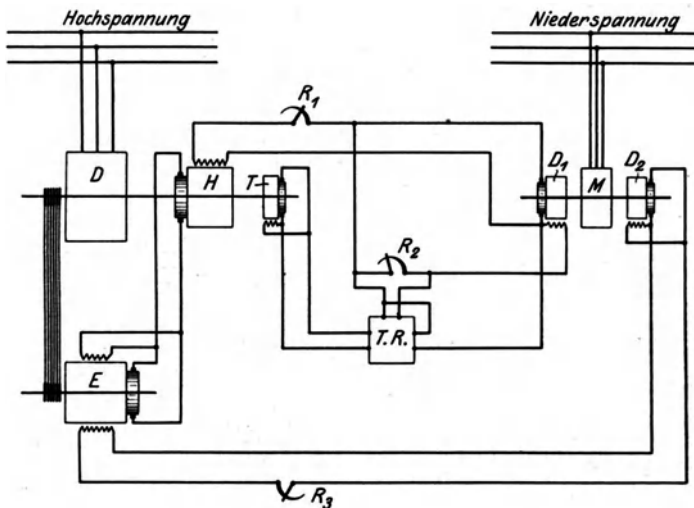 Hochspannung
Niederspannung
R1
D
H
T
D1
M
D2
R2
T.R.
E
R3